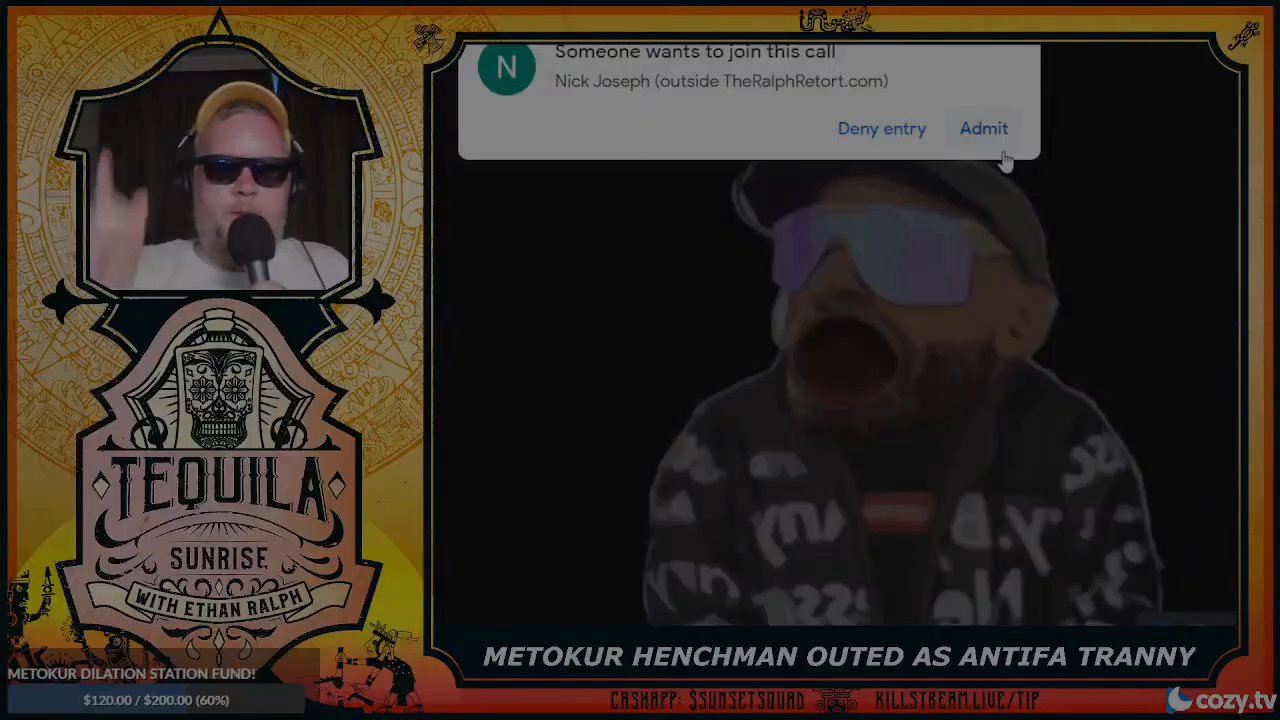 N
Someone wants to join this call
Nick Joseph (outside TheRalphRetort.com)
Deny entry
Admit
TEQUILA
SUNRISE
WITH ETHAN RALPH
METOKUR DILATION STATION FUND!
$120.00 / $200.00 (60%)
METOKUR HENCHMAN OUTED AS ANTIFA TRANNY
CASHAPP: $SUNSETSQUAD
KILLSTREAM.LIVE/TIP
cozy.tv